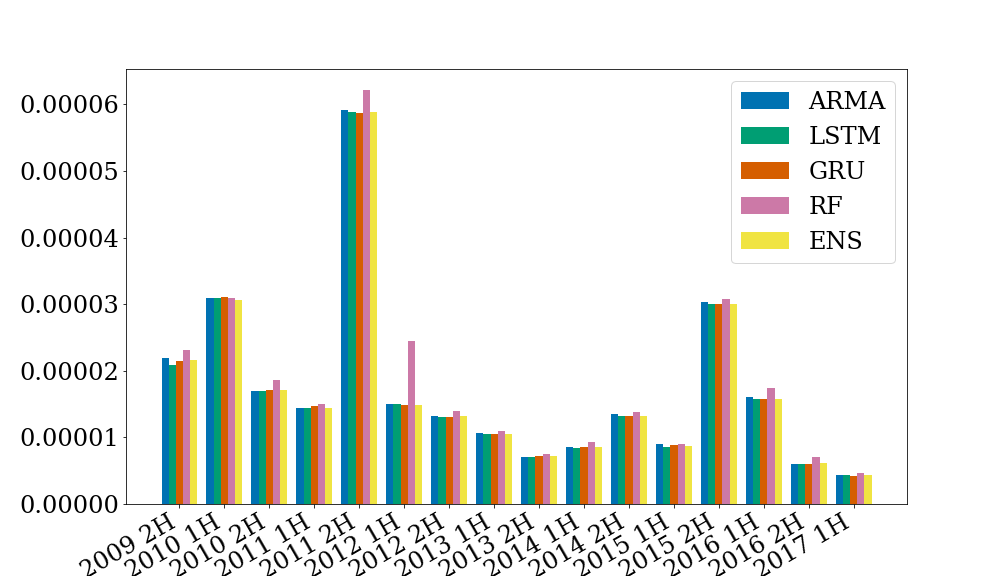 0.00006
0.00005
0.00004
0.00003
0.00002
0.00001
0.00000
ARMA
LSTM
GRU
RF
ENS
2009 2H
2010 1H
2010 2H
2011 1H
2011 2H
2012 1H
2012 2H
2013 1H
2013 2H
2014 1H
2014 2H
2015 1H
2015 2H
2016 1H
2016 2H
2017 1H